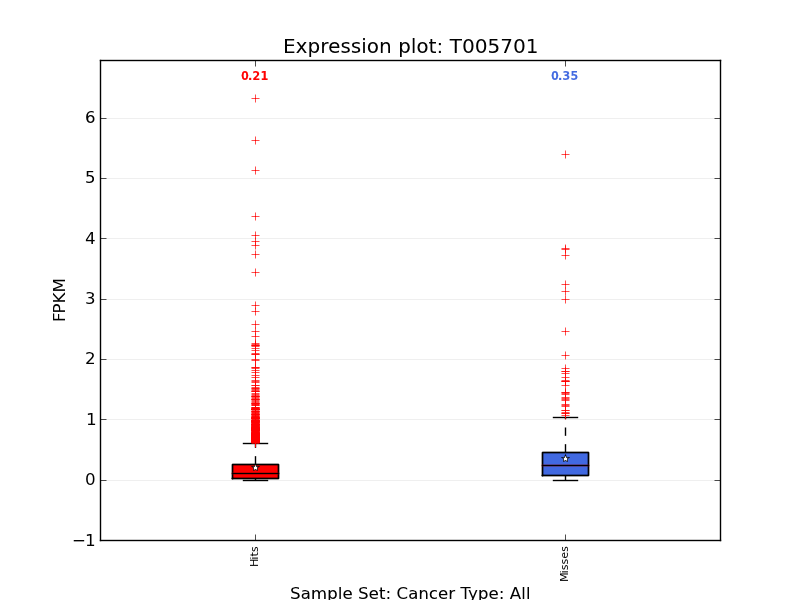 Expression plot: T005701
0.21
0.35
6
5
4
3
2
1
0
−1
FPKM
Hits
Misses
Sample Set: Cancer Type: All